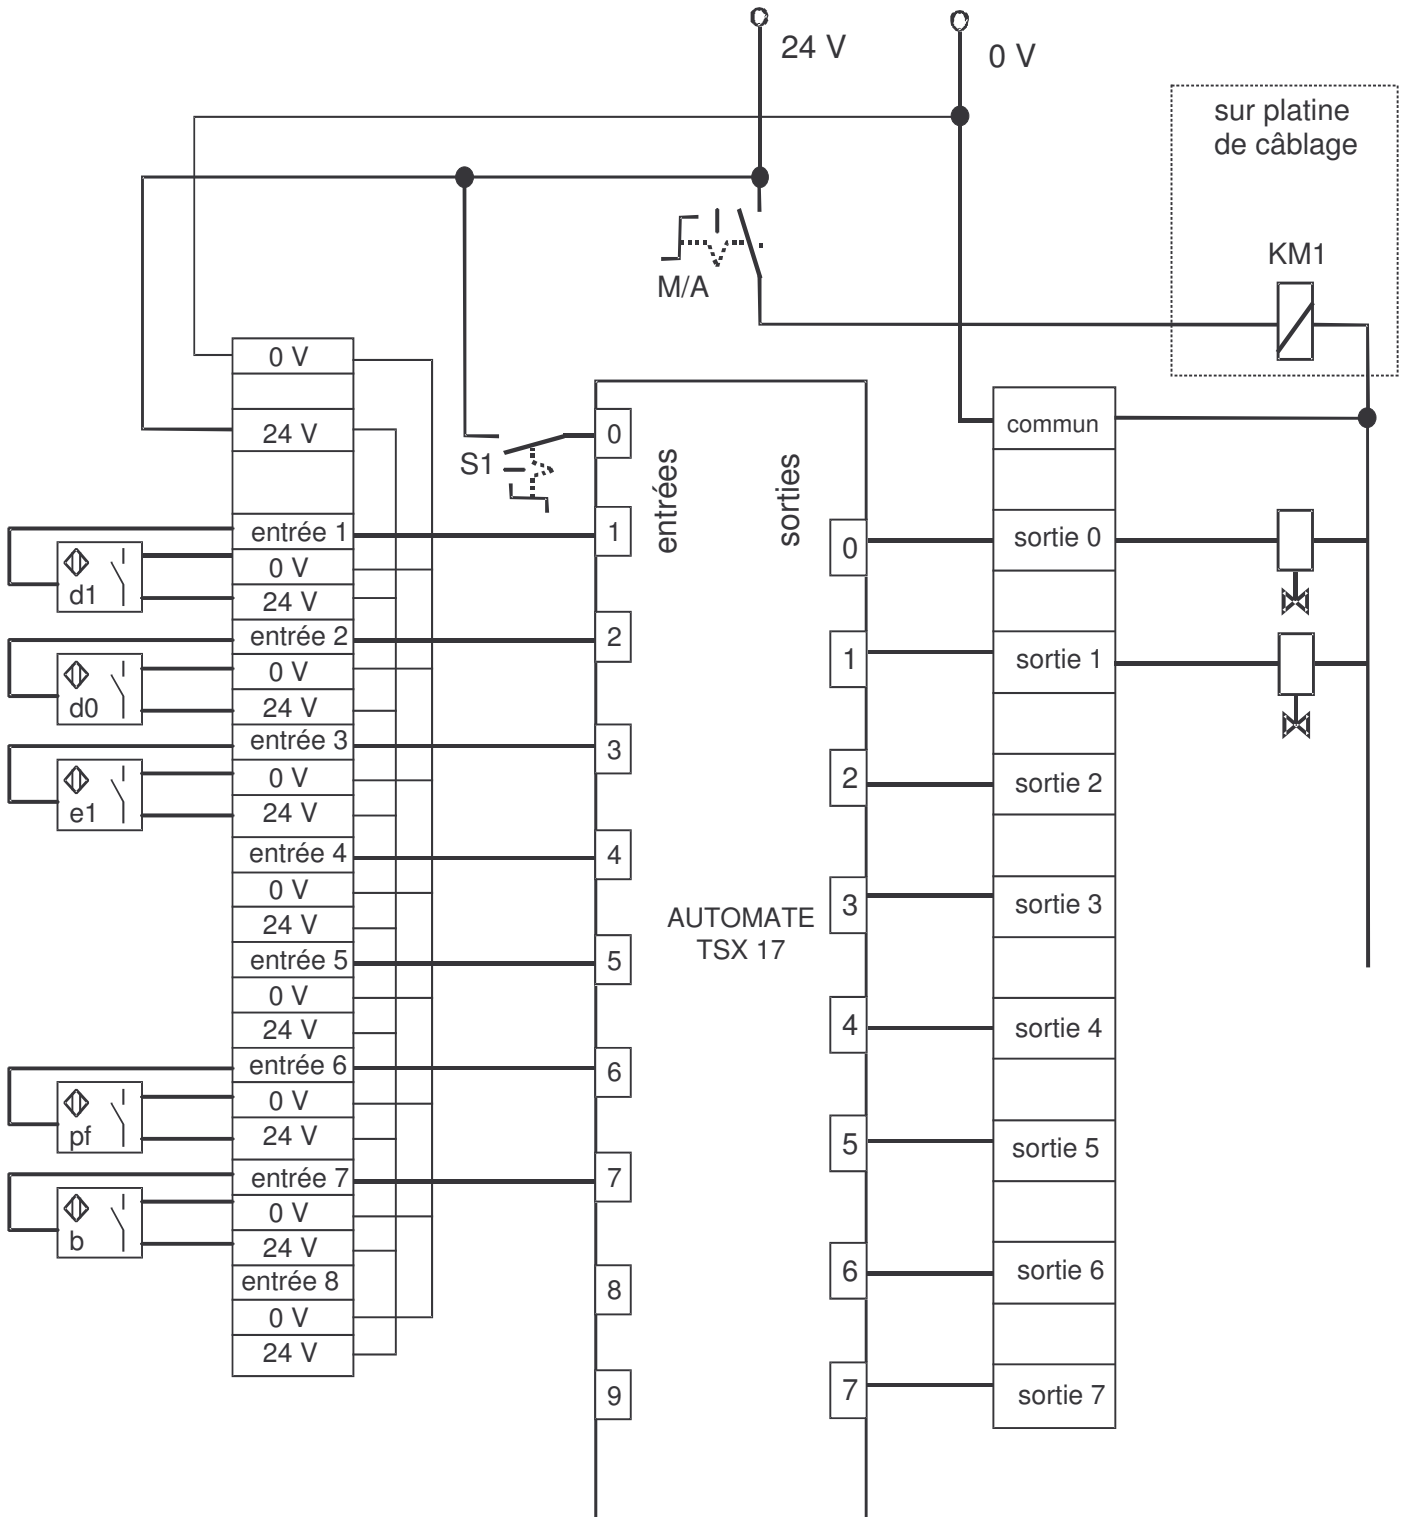 24 V
0 V
sur platine
de câblage
KM1
M/A
S1
0 V
24 V
entrée 1
0 V
24 V
entrée 2
0 V
24 V
entrée 3
0 V
24 V
entrée 4
0 V
24 V
entrée 5
0 V
24 V
entrée 6
0 V
24 V
entrée 7
0 V
24 V
entrée 8
0 V
24 V
d1
d0
e1
pf
b
0
1
2
3
4
5
6
7
8
9
entrées
sorties
AUTOMATE
TSX 17
0
1
2
3
4
5
6
7
commun
sortie 0
sortie 1
sortie 2
sortie 3
sortie 4
sortie 5
sortie 6
sortie 7